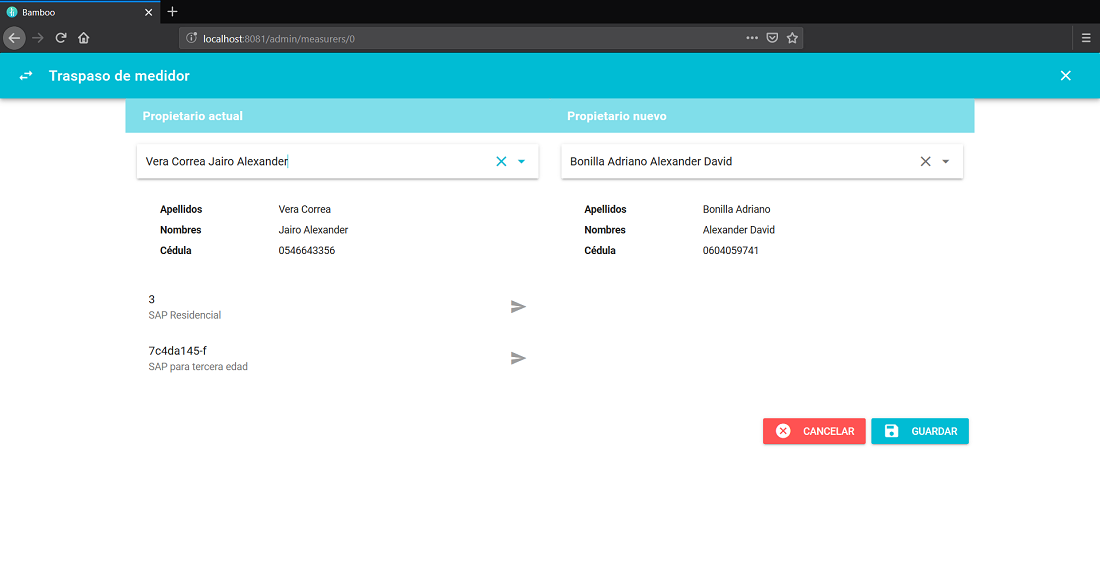 Bamboo
localhost:8081/admin/measurers/0
Traspaso de medidor
Propietario actual
Propietario nuevo
Vera Correa Jairo Alexander
Bonilla Adriano Alexander David
Apellidos Vera Correa
Nombres Jairo Alexander
Cédula 0546643356
Apellidos Bonilla Adriano
Nombres Alexander David
Cédula 0604059741
3
SAP Residencial
7c4da145-f
SAP para tercera edad
CANCELAR
GUARDAR